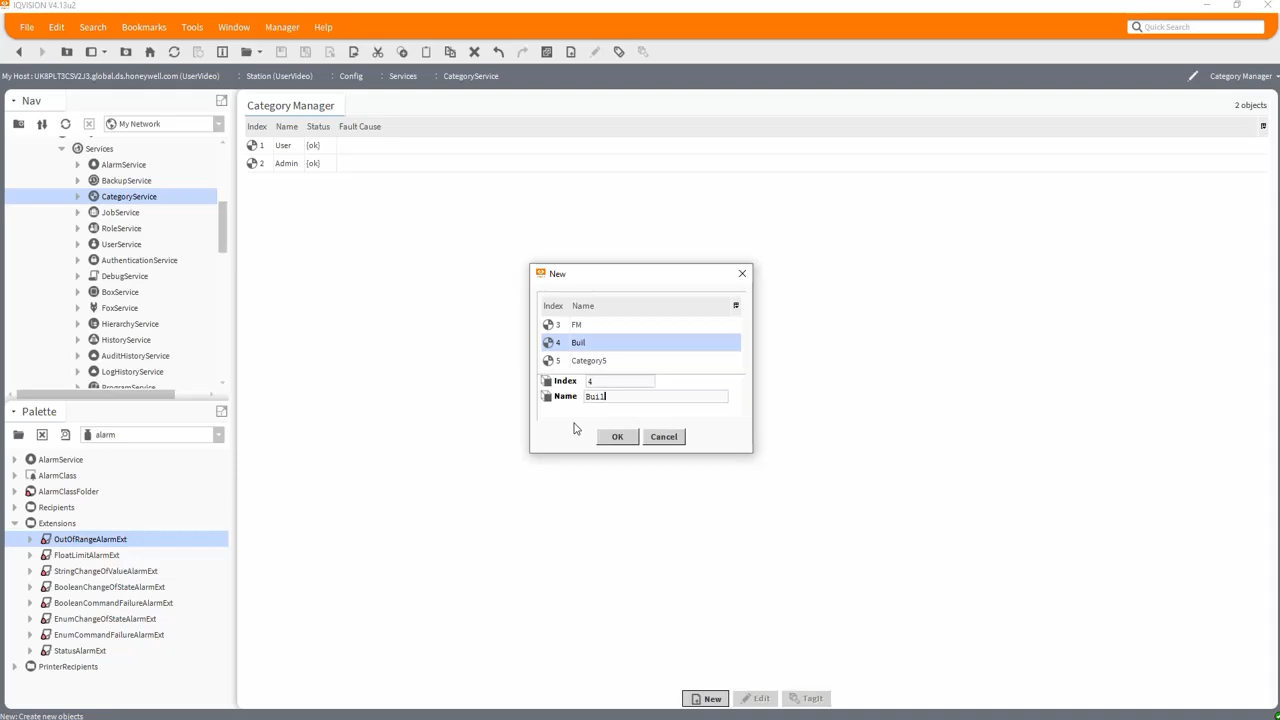 IQVISION V4.13u2
File Edit Search Bookmarks Tools Window Manager Help
Quick Search
My Host : UK8PLT3CSV2J3.global.ds.honeywell.com (UserVideo) Station (UserVideo) Config Services CategoryService Category Manager
Nav
My Network
Services
AlarmService
BackupService
CategoryService
JobService
RoleService
UserService
AuthenticationService
DebugService
BoxService
FoxService
HierarchyService
HistoryService
AuditHistoryService
LogHistoryService
ProgramService
Palette
alarm
AlarmService
AlarmClass
AlarmClassFolder
Recipients
Extensions
OutOfRangeAlarmExt
FloatLimitAlarmExt
StringChangeOfValueAlarmExt
BooleanChangeOfStateAlarmExt
BooleanCommandFailureAlarmExt
EnumChangeOfStateAlarmExt
EnumCommandFailureAlarmExt
StatusAlarmExt
PrinterRecipients
Category Manager 2 objects
Index Name Status Fault Cause
1 User {ok}
2 Admin {ok}
New
Index Name
3 FM
4 Buil
5 Category5
Index 4
Name Buil
OK Cancel
New Edit TagIt
New: Create new objects